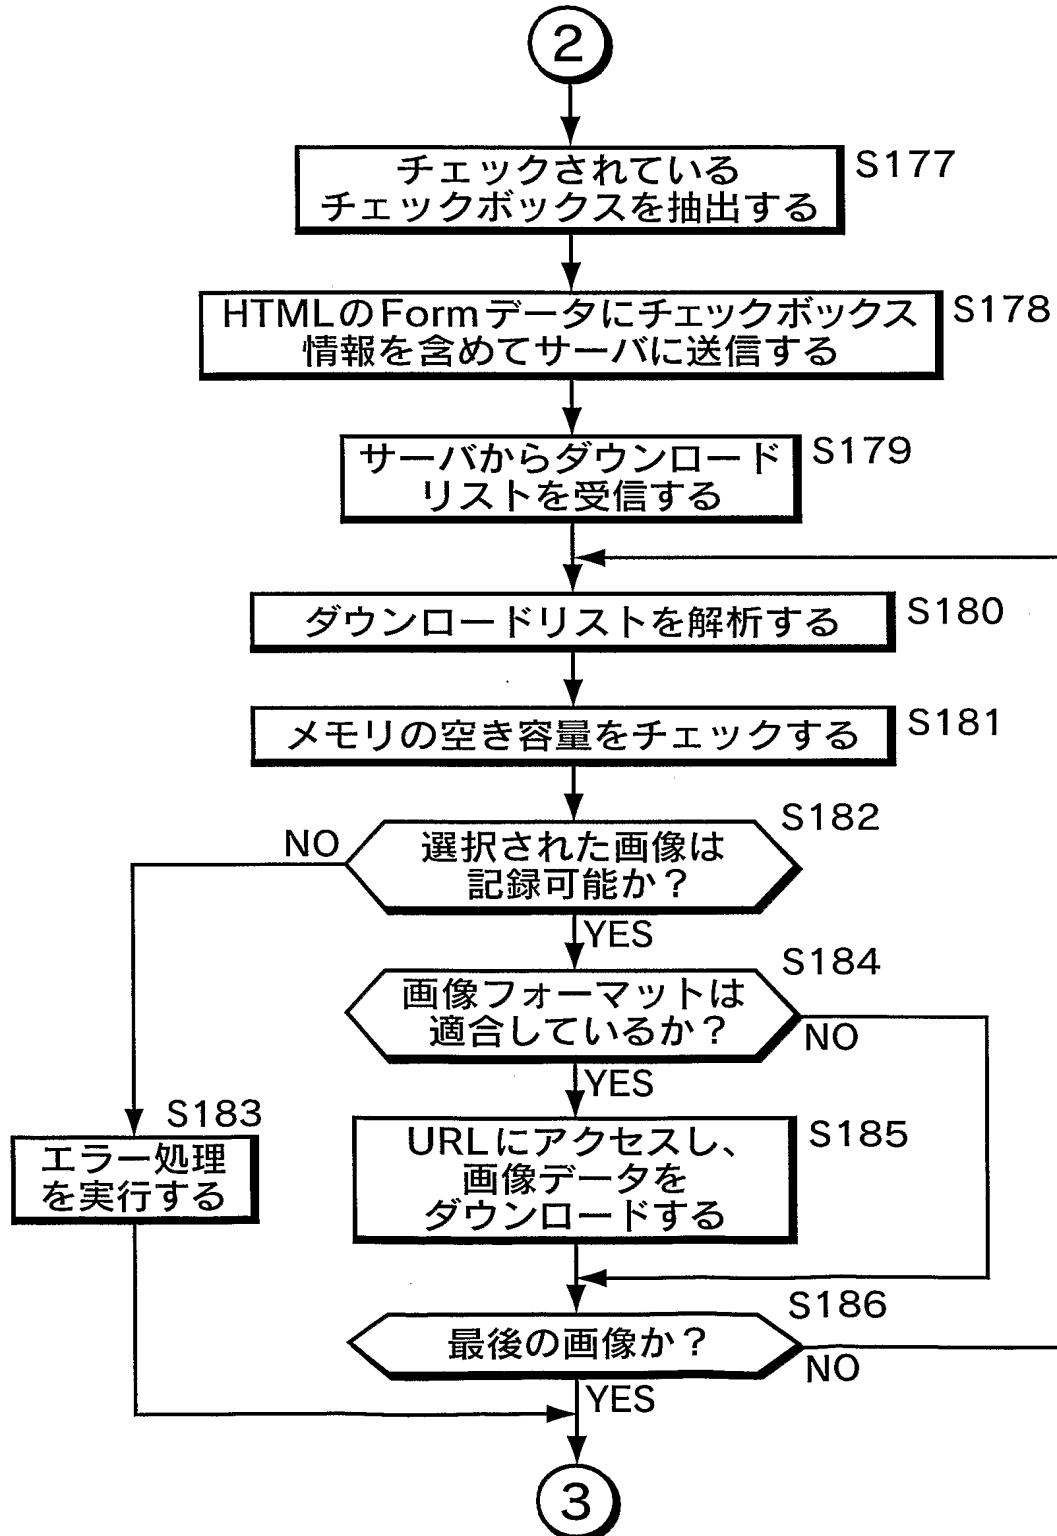 2
チェックされている
チェックボックスを抽出する
S177
HTMLのFormデータにチェックボックス
情報を含めてサーバに送信する
S178
サーバからダウンロード
リストを受信する
S179
ダウンロードリストを解析する
S180
メモリの空き容量をチェックする
S181
選択された画像は
記録可能か？
S182
NO
YES
画像フォーマットは
適合しているか？
S184
NO
YES
S183
エラー処理
を実行する
URLにアクセスし、
画像データを
ダウンロードする
S185
最後の画像か？
S186
NO
YES
3